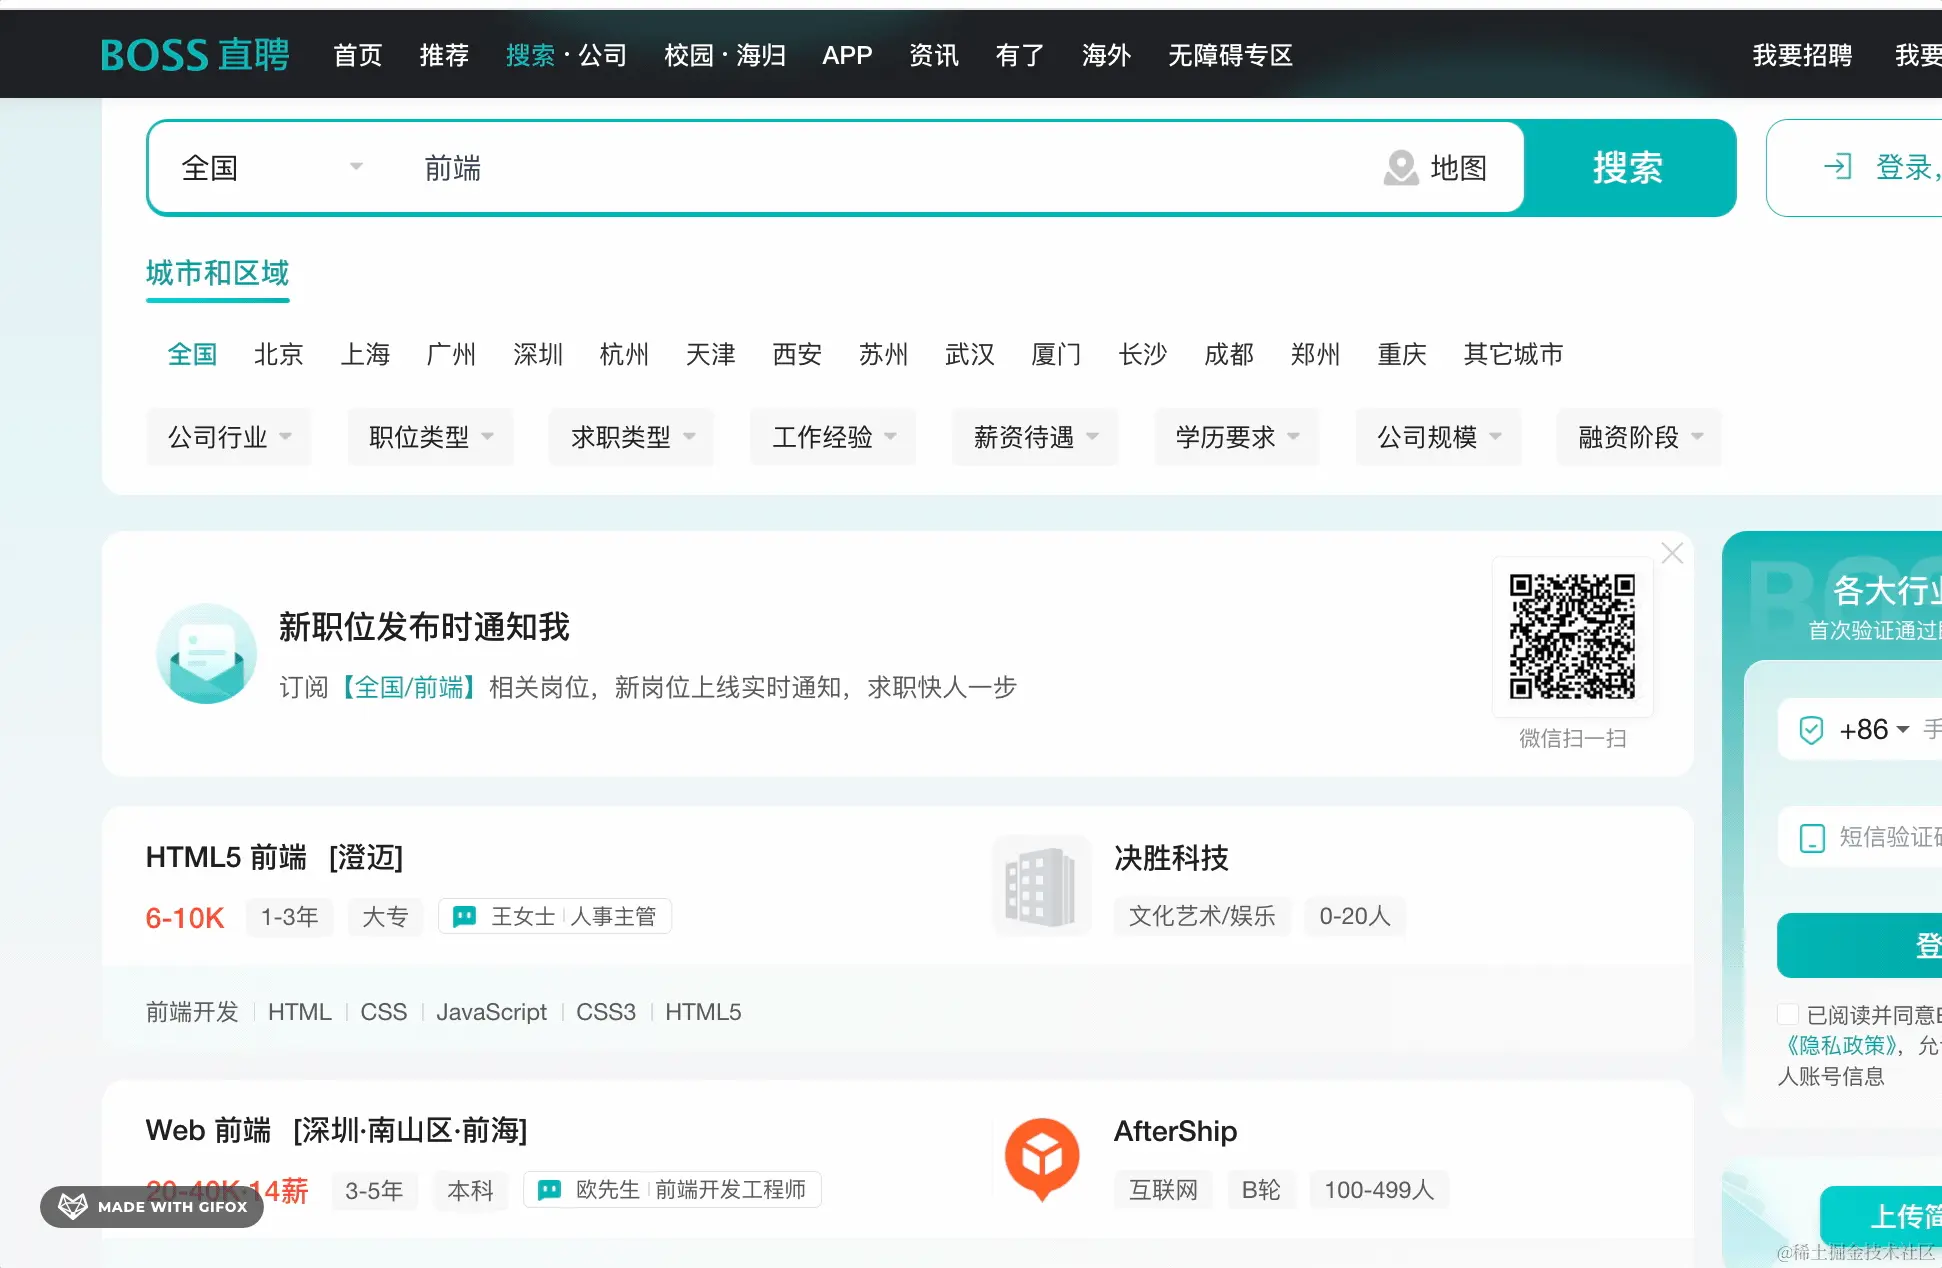 BOSS 直聘 首页 推荐 搜索 · 公司 校园 · 海归 APP 资讯 有了 海外 无障碍专区 我要招聘 我要
全国 前端 地图 搜索 登录,
城市和区域
全国 北京 上海 广州 深圳 杭州 天津 西安 苏州 武汉 厦门 长沙 成都 郑州 重庆 其它城市
公司行业 职位类型 求职类型 工作经验 薪资待遇 学历要求 公司规模 融资阶段
新职位发布时通知我
订阅【全国/前端】相关岗位，新岗位上线实时通知，求职快人一步
微信扫一扫
各大行业
首次验证通过
+86 手
短信验证码
登
已阅读并同意
《隐私政策》，允
人账号信息
HTML5 前端 [澄迈]
6-10K 1-3年 大专 王女士 人事主管
决胜科技
文化艺术/娱乐 0-20人
前端开发 HTML CSS JavaScript CSS3 HTML5
Web 前端 [深圳·南山区·前海]
20-40K·14薪 3-5年 本科 欧先生 前端开发工程师
AfterShip
互联网 B轮 100-499人
MADE WITH GIFOX
上传简
@稀土掘金技术社区